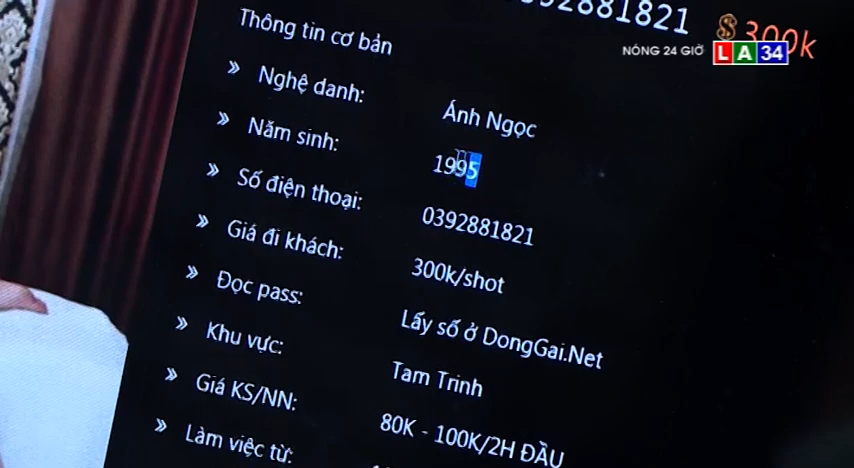 0392881821 300k
NÓNG 24 GIỜ LA34
Thông tin cơ bản
» Nghệ danh: Ánh Ngọc
» Năm sinh: 1995
» Số điện thoại: 0392881821
» Giá đi khách: 300k/shot
» Đọc pass: Lấy số ở DongGai.Net
» Khu vực: Tam Trinh
» Giá KS/NN: 80K - 100K/2H ĐẦU
» Làm việc từ: